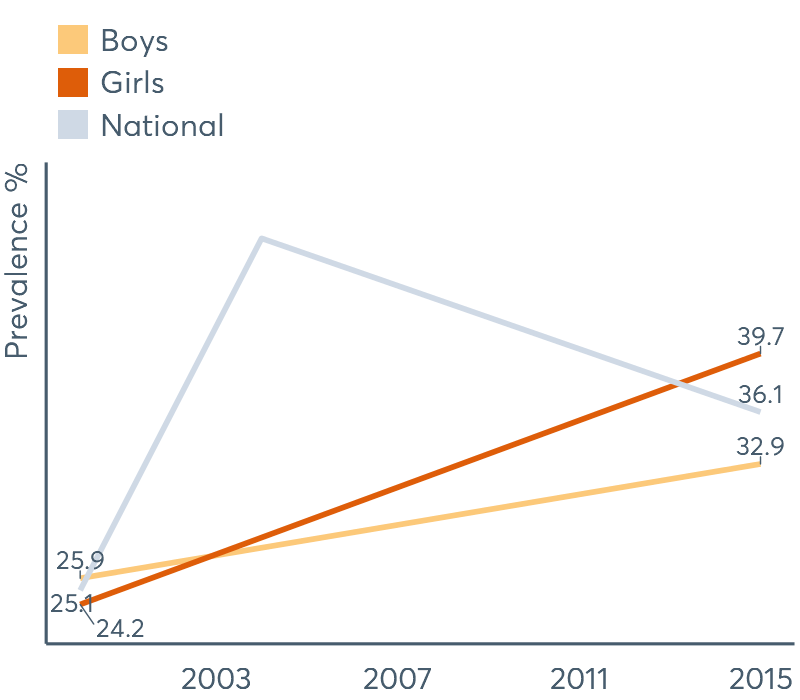 Boys
Girls
National
Prevalence %
39.7
36.1
32.9
25.9
25.1
24.2
2003 2007 2011 2015